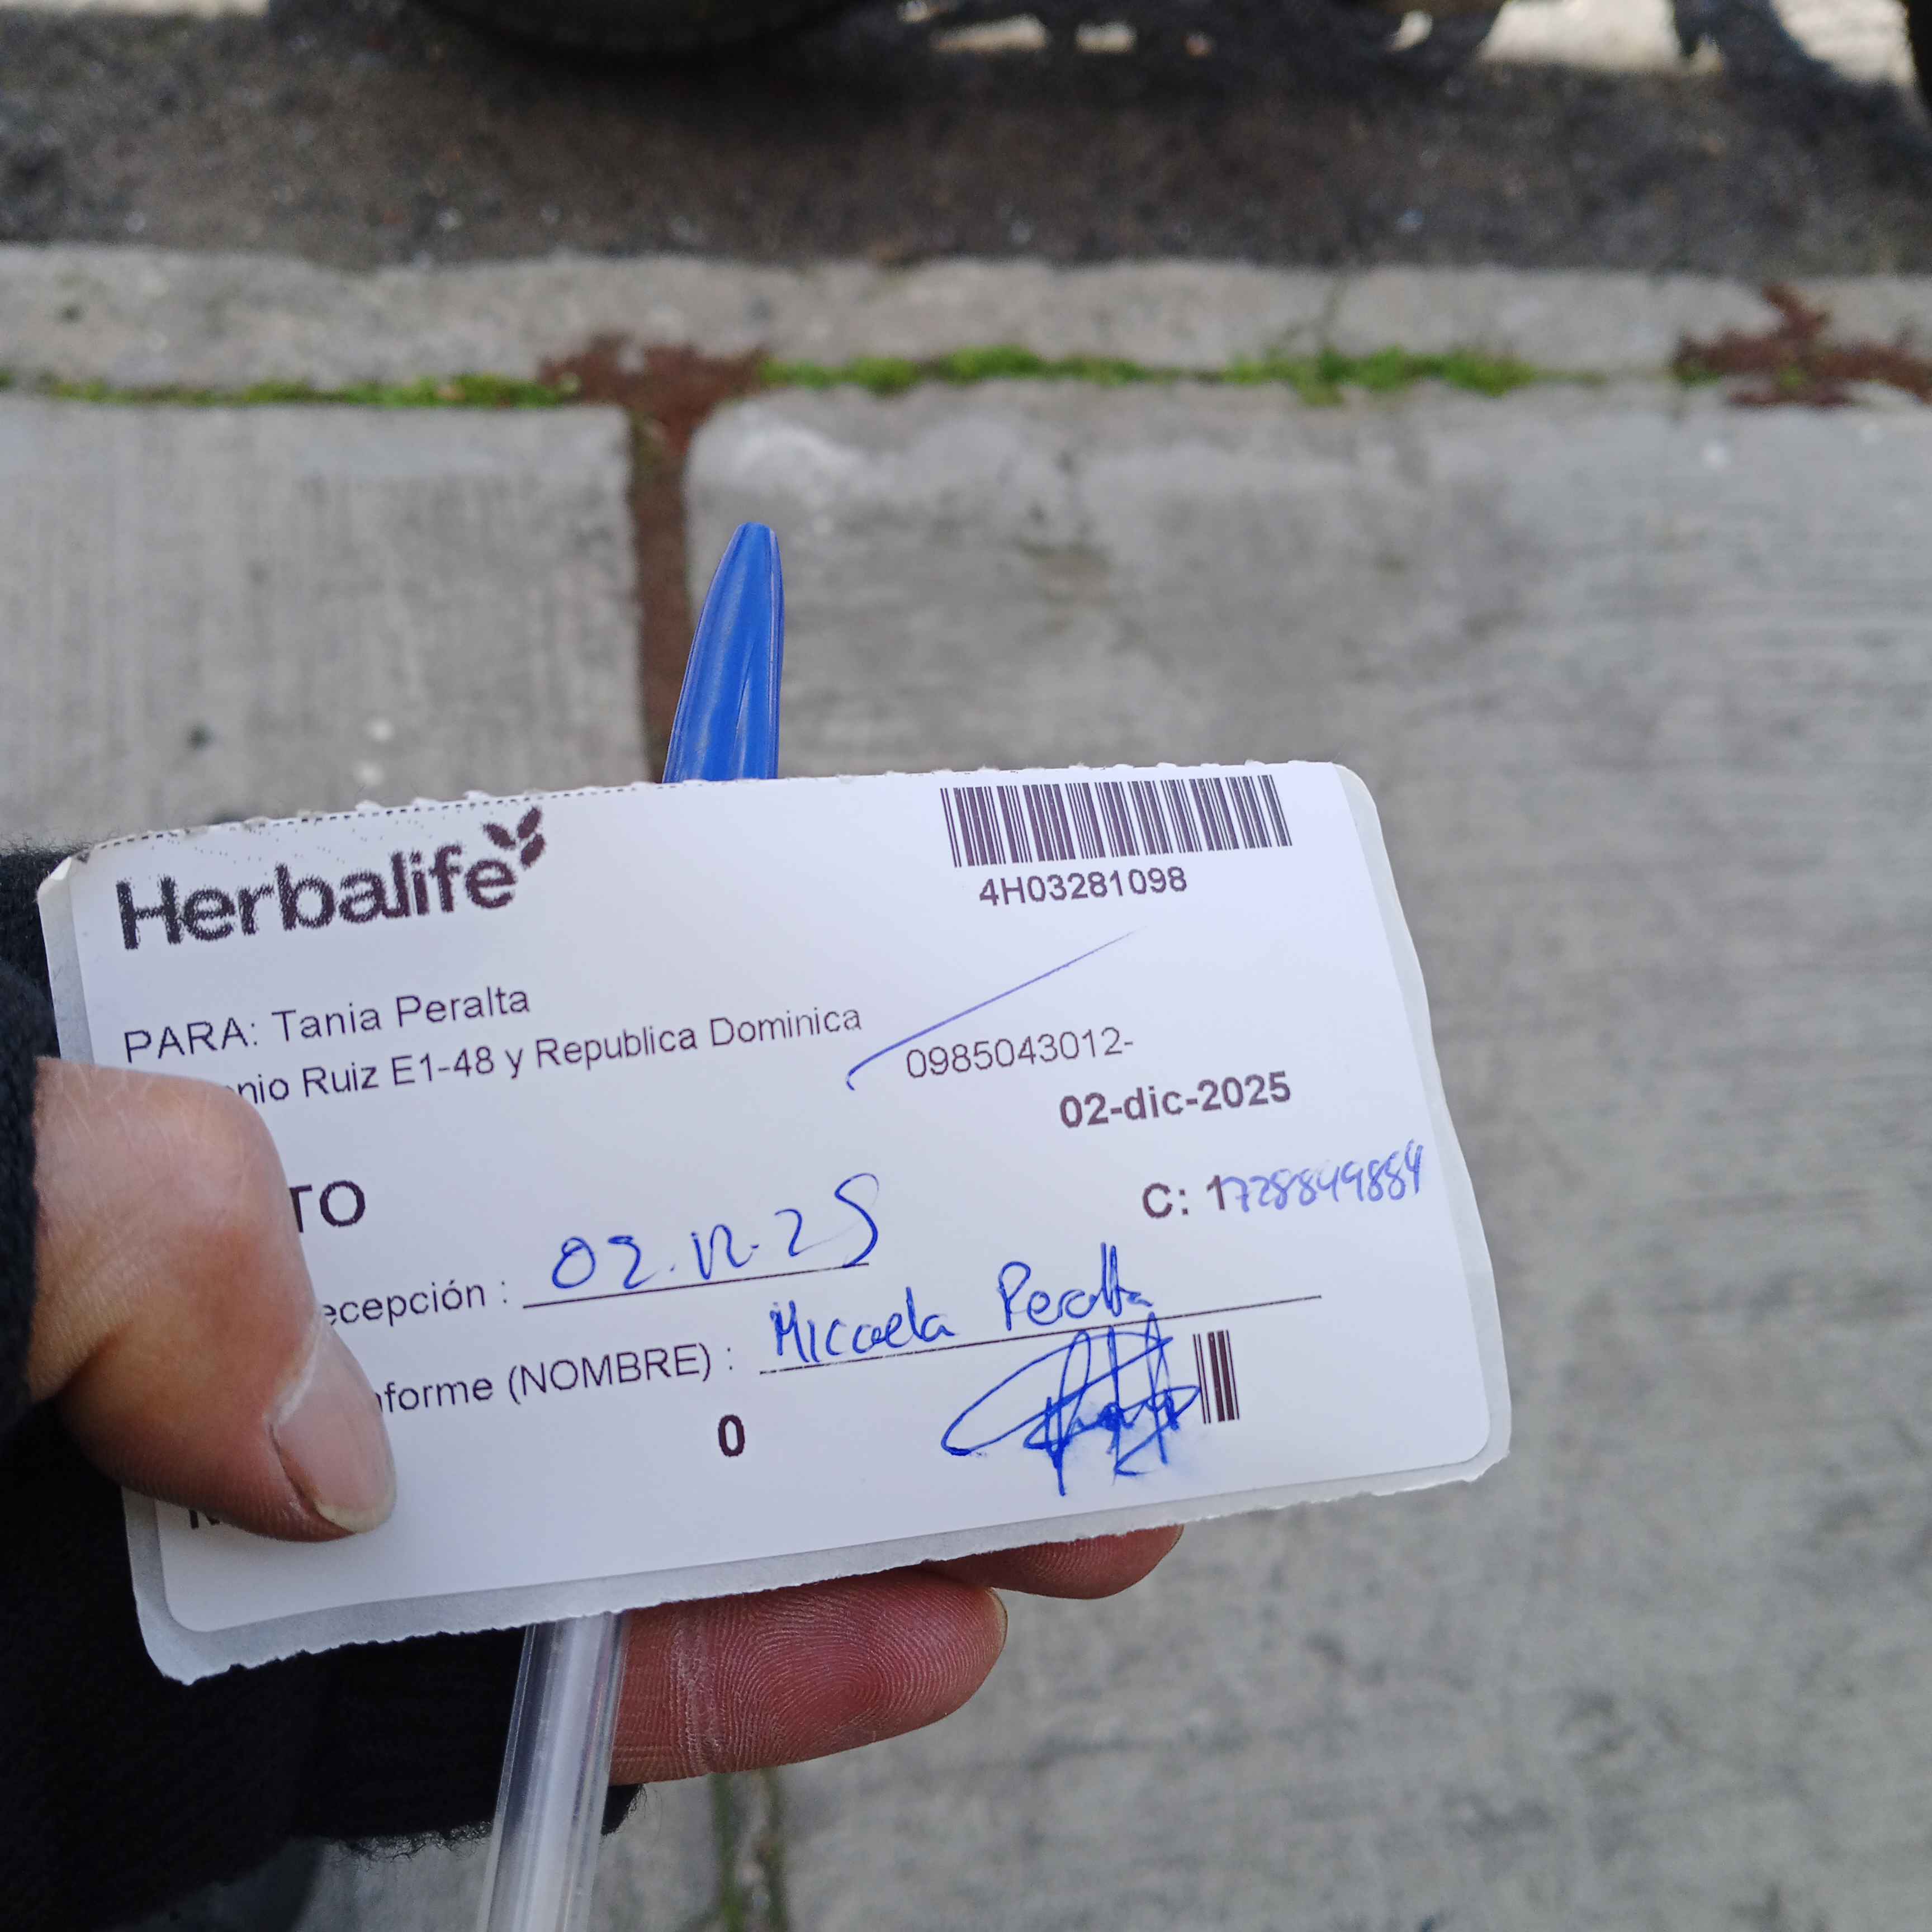 Herbalife
4H03281098
PARA: Tania Peralta
nio Ruiz E1-48 y Republica Dominica
0985043012-
02-dic-2025
TO
C: 1728849884
ecepción : 02.12.25
nforme (NOMBRE) : Micaela Peralta
0